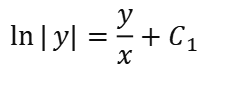 ln|y| = y/x + C₁